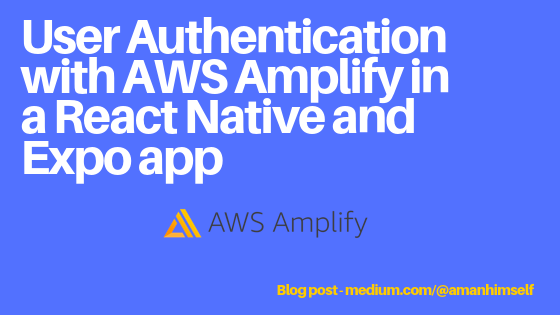 User Authentication
with AWS Amplify in
a React Native and
Expo app
AWS Amplify
Blog post - medium.com/@amanhimself